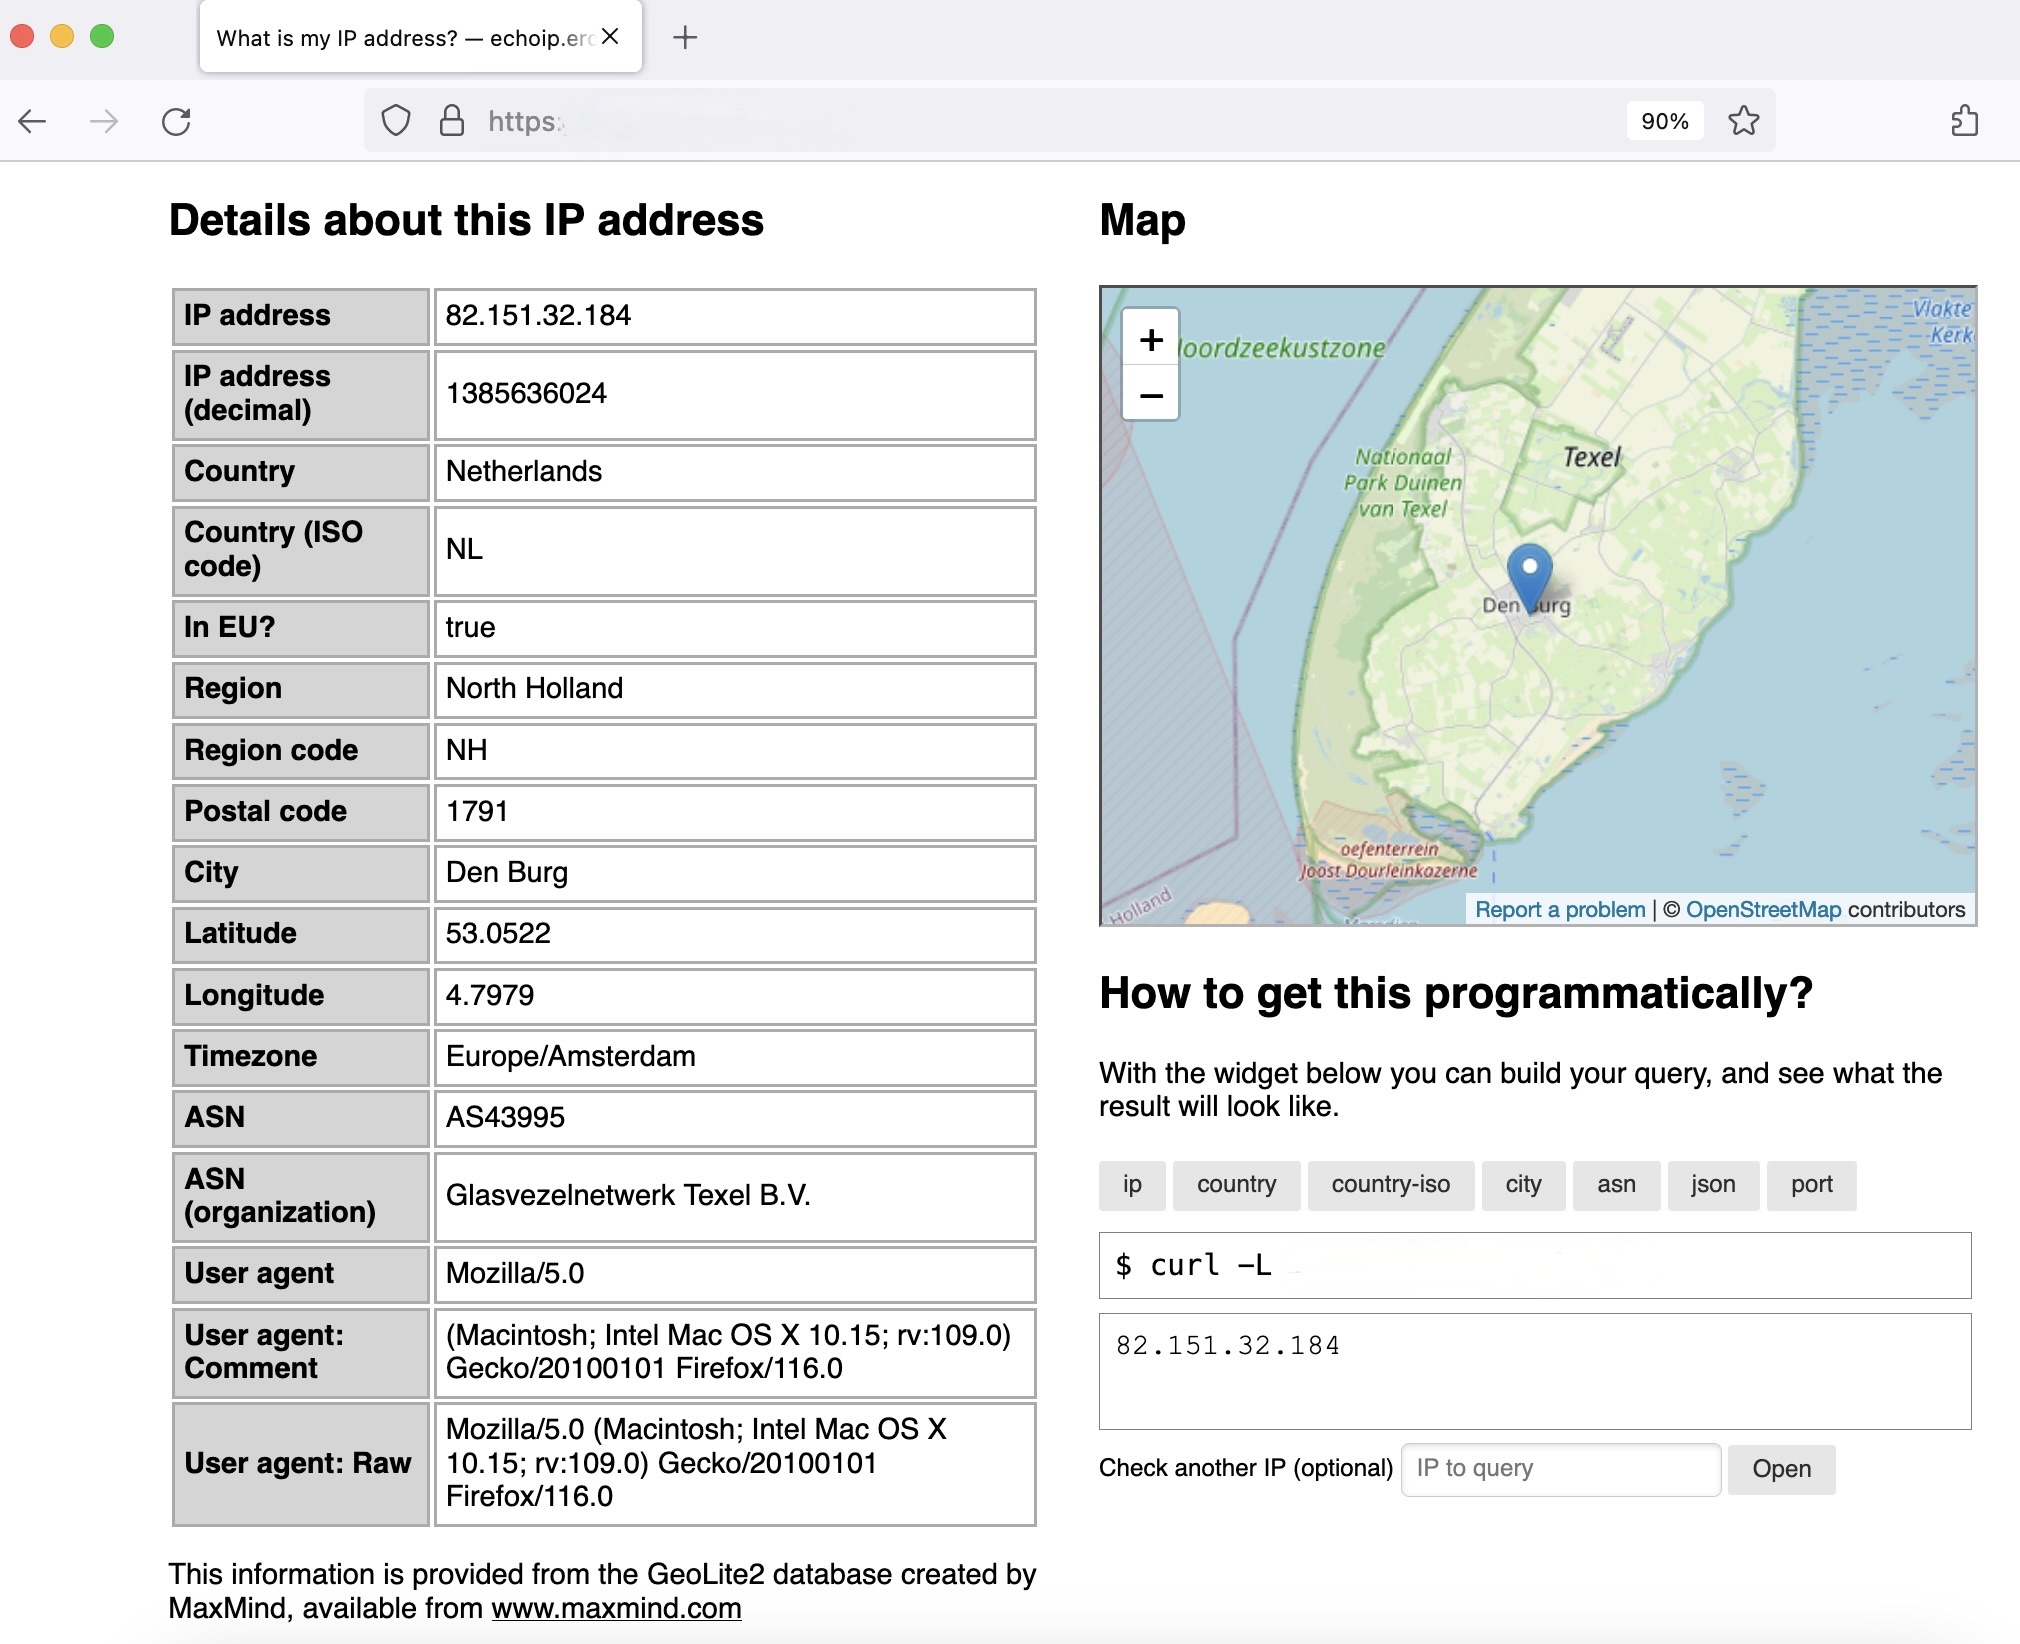 What is my IP address? — echoip.erc
https:
90%
Details about this IP address
IP address 82.151.32.184
IP address (decimal) 1385636024
Country Netherlands
Country (ISO code) NL
In EU? true
Region North Holland
Region code NH
Postal code 1791
City Den Burg
Latitude 53.0522
Longitude 4.7979
Timezone Europe/Amsterdam
ASN AS43995
ASN (organization) Glasvezelnetwerk Texel B.V.
User agent Mozilla/5.0
User agent: Comment (Macintosh; Intel Mac OS X 10.15; rv:109.0) Gecko/20100101 Firefox/116.0
User agent: Raw Mozilla/5.0 (Macintosh; Intel Mac OS X 10.15; rv:109.0) Gecko/20100101 Firefox/116.0
This information is provided from the GeoLite2 database created by
MaxMind, available from www.maxmind.com
Map
+
−
oordzeekustzone
Vlakte
Kerk
Texel
Nationaal
Park Duinen
van Texel
Den Burg
oefenterrein
Joost Dourleinkazerne
Holland
Report a problem | © OpenStreetMap contributors
How to get this programmatically?
With the widget below you can build your query, and see what the
result will look like.
ip country country-iso city asn json port
$ curl -L
82.151.32.184
Check another IP (optional) IP to query Open